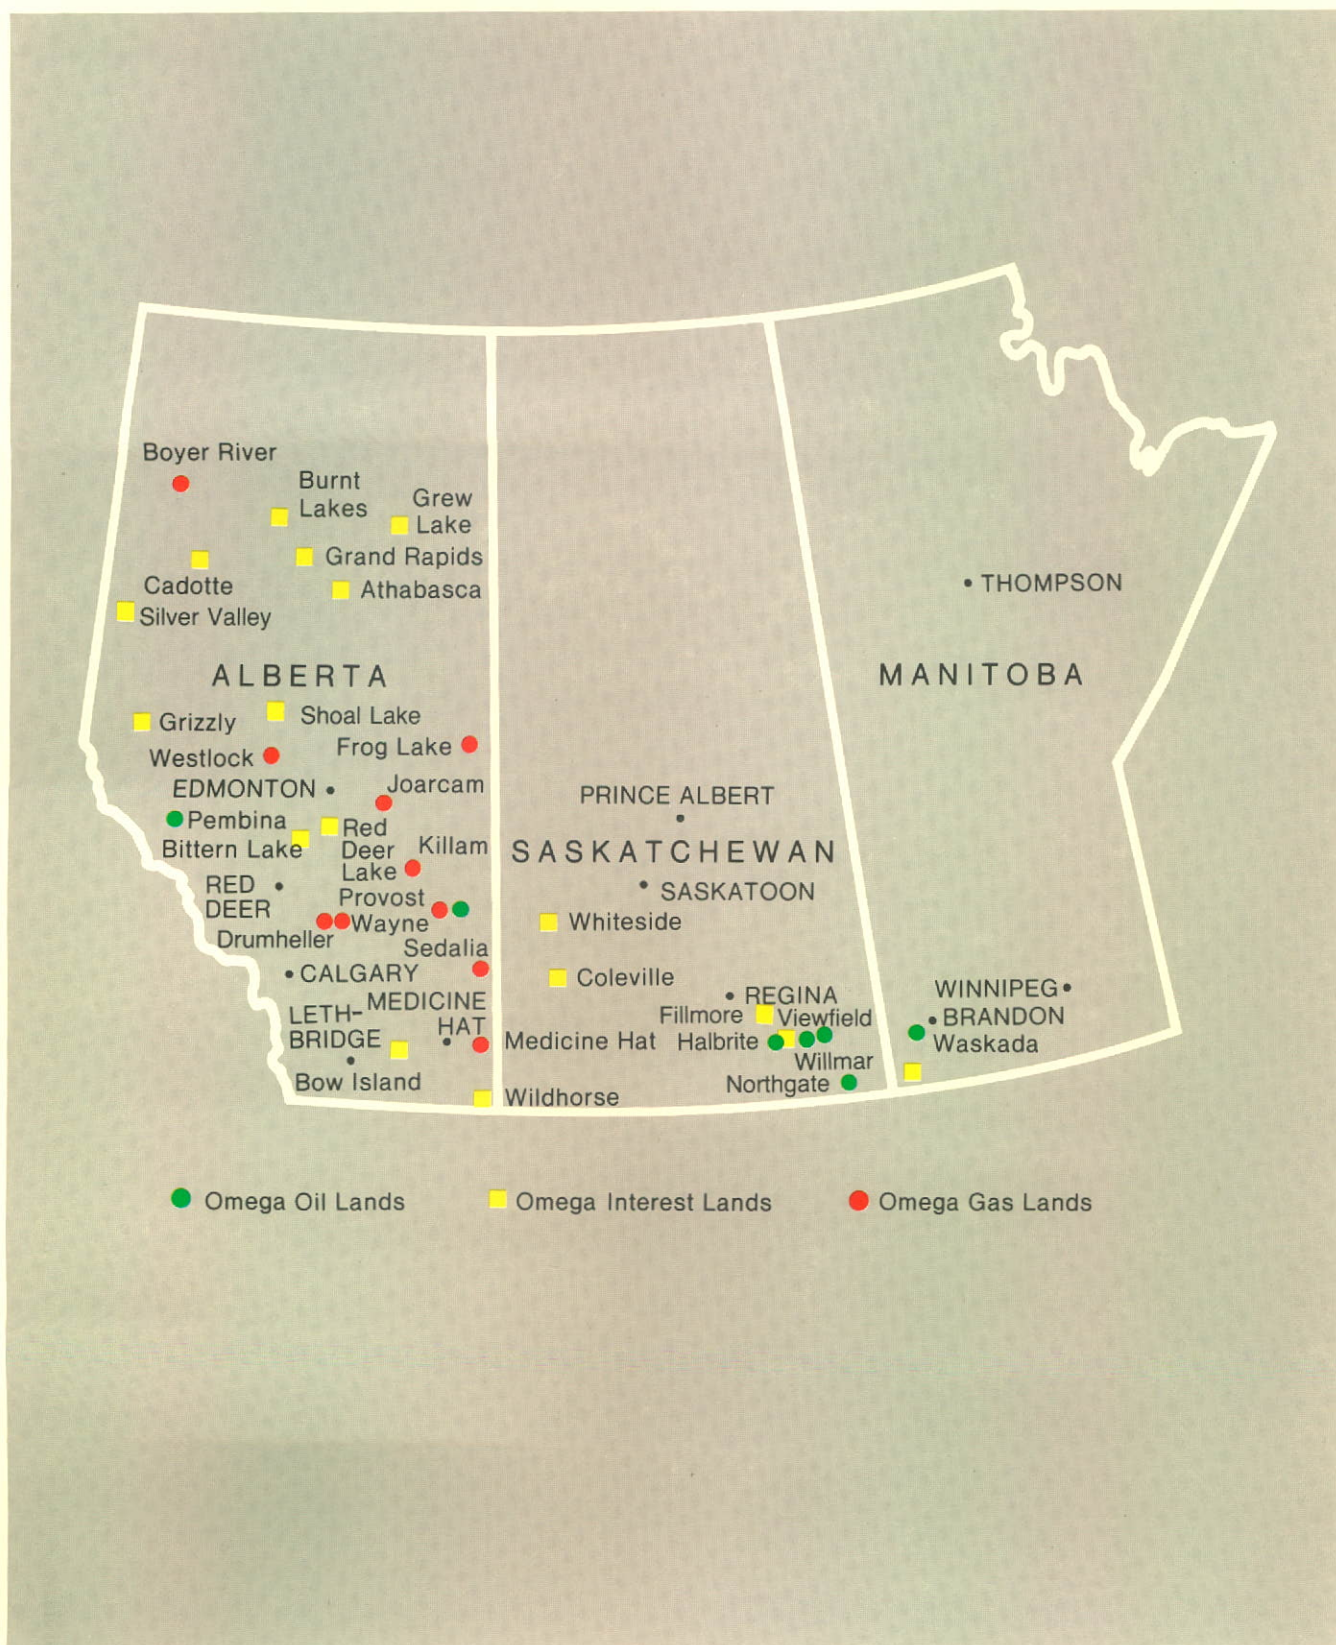 Boyer River
Burnt
Lakes
Grew
Lake
Grand Rapids
Cadotte
Athabasca
Silver Valley
THOMPSON
ALBERTA
MANITOBA
Grizzly
Shoal Lake
Westlock
Frog Lake
EDMONTON
Joarcam
PRINCE ALBERT
Pembina
Red
Deer
Lake
Bittern Lake
Killam
SASKATCHEWAN
RED
DEER
SASKATOON
Provost
Wayne
Whiteside
Drumheller
Sedalia
CALGARY
Coleville
WINNIPEG
REGINA
MEDICINE
HAT
LETH-
BRIDGE
Fillmore
Viewfield
BRANDON
Medicine Hat
Halbrite
Waskada
Willmar
Bow Island
Northgate
Wildhorse
Omega Oil Lands
Omega Interest Lands
Omega Gas Lands